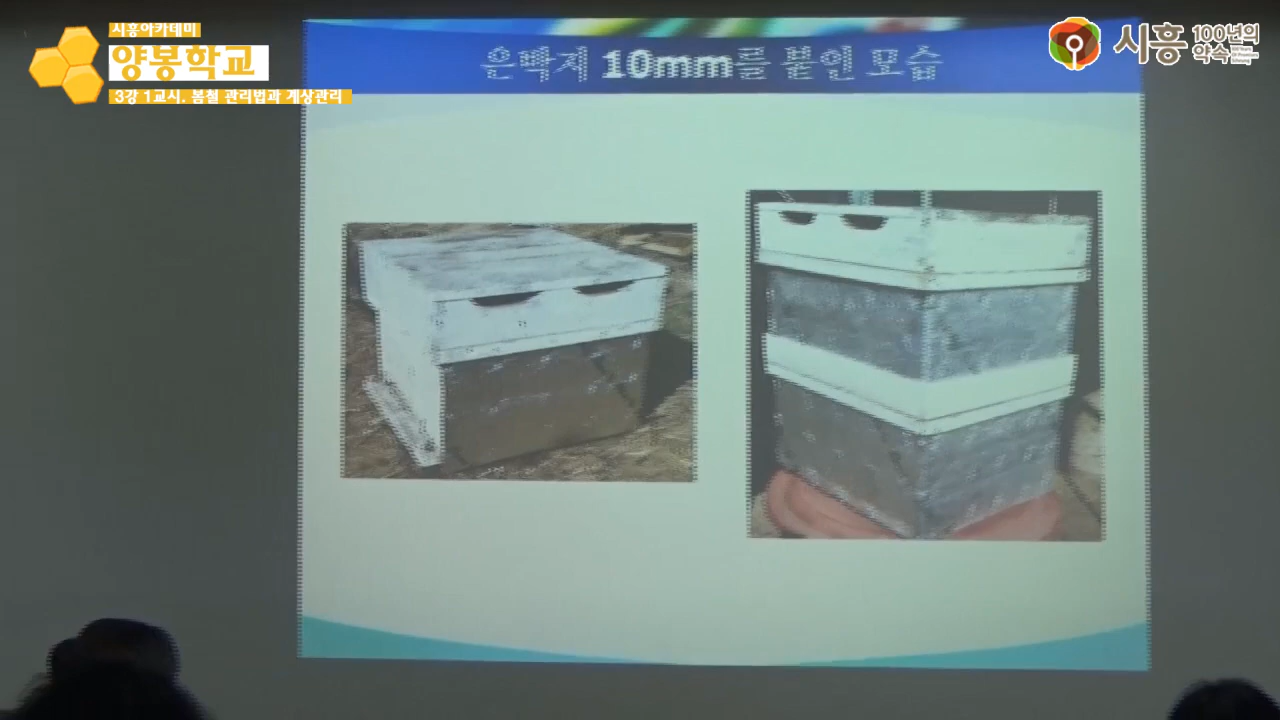 시흥아카데미
양봉학교
3강 1교시. 봄철 관리법과 계상관리
은박제 10mm를 붙인 모습
시흥 100년의
약속